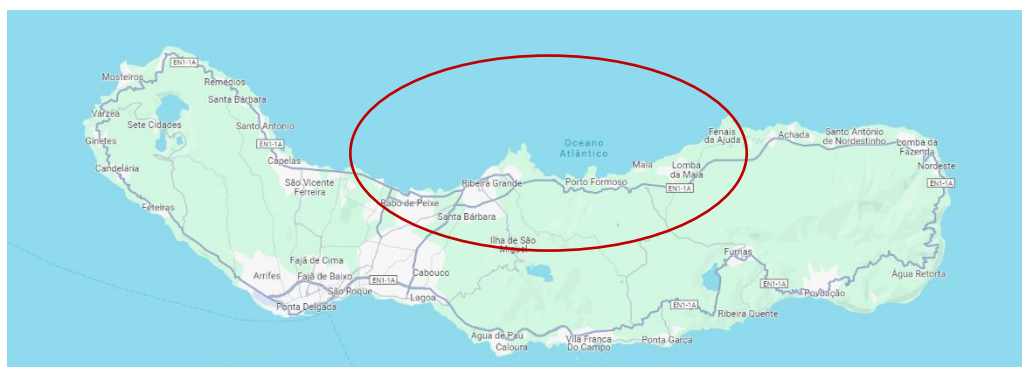 EN1-1A
Mosteiros
Remédios
Santa Bárbara
Várzea
Sete Cidades
Santo António
Ginetes
EN1-1A
Capelas
Candelária
São Vicente
Ferreira
Feteiras
Rabo de Peixe
Ribeira Grande
Santa Bárbara
Oceano
Atlântico
Porto Formoso
Maia
Lomba
da Maia
EN1-1A
Fenais
da Ajuda
Achada
Santo António
de Nordestinho
Lomba da
Fazenda
Nordeste
EN1-1A
Ilha de São
Miguel
Furnas
Fajã de Cima
Arrifes
Fajã de Baixo
EN1-1A
Cabouco
São Roque
Ponta Delgada
Lagoa
Água Retorta
EN1-1A
Povoação
EN1-1A
Ribeira Quente
Água de Pau
Caloura
Vila Franca
Do Campo
Ponta Garça